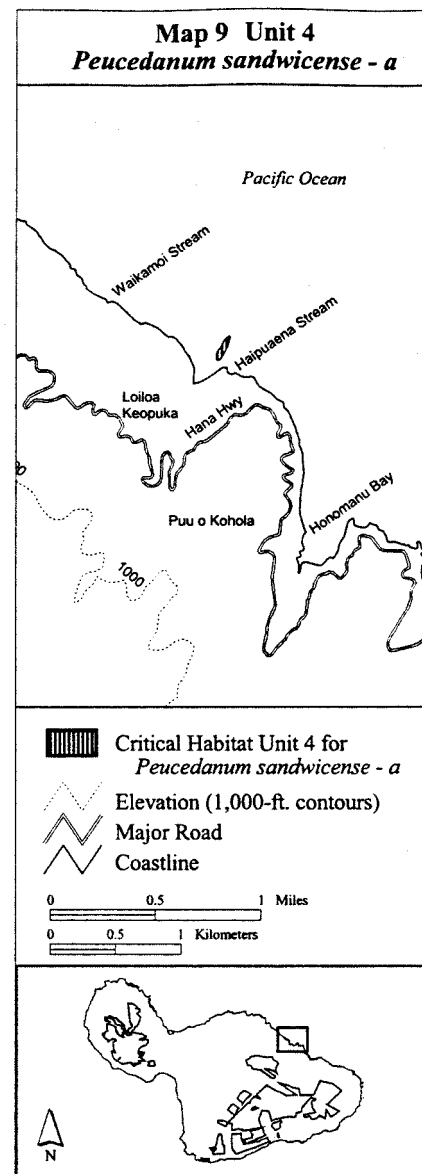 Map 9 Unit 4
Peucedanum sandwicense - a
Pacific Ocean
Waikamoi Stream
Haipuaena Stream
Loiloa
Keopuka
Hana Hwy
Puu o Kohola
Honomanu Bay
1000
Critical Habitat Unit 4 for
Peucedanum sandwicense - a
Elevation (1,000-ft. contours)
Major Road
Coastline
0 0.5 1 Miles
0 0.5 1 Kilometers
N